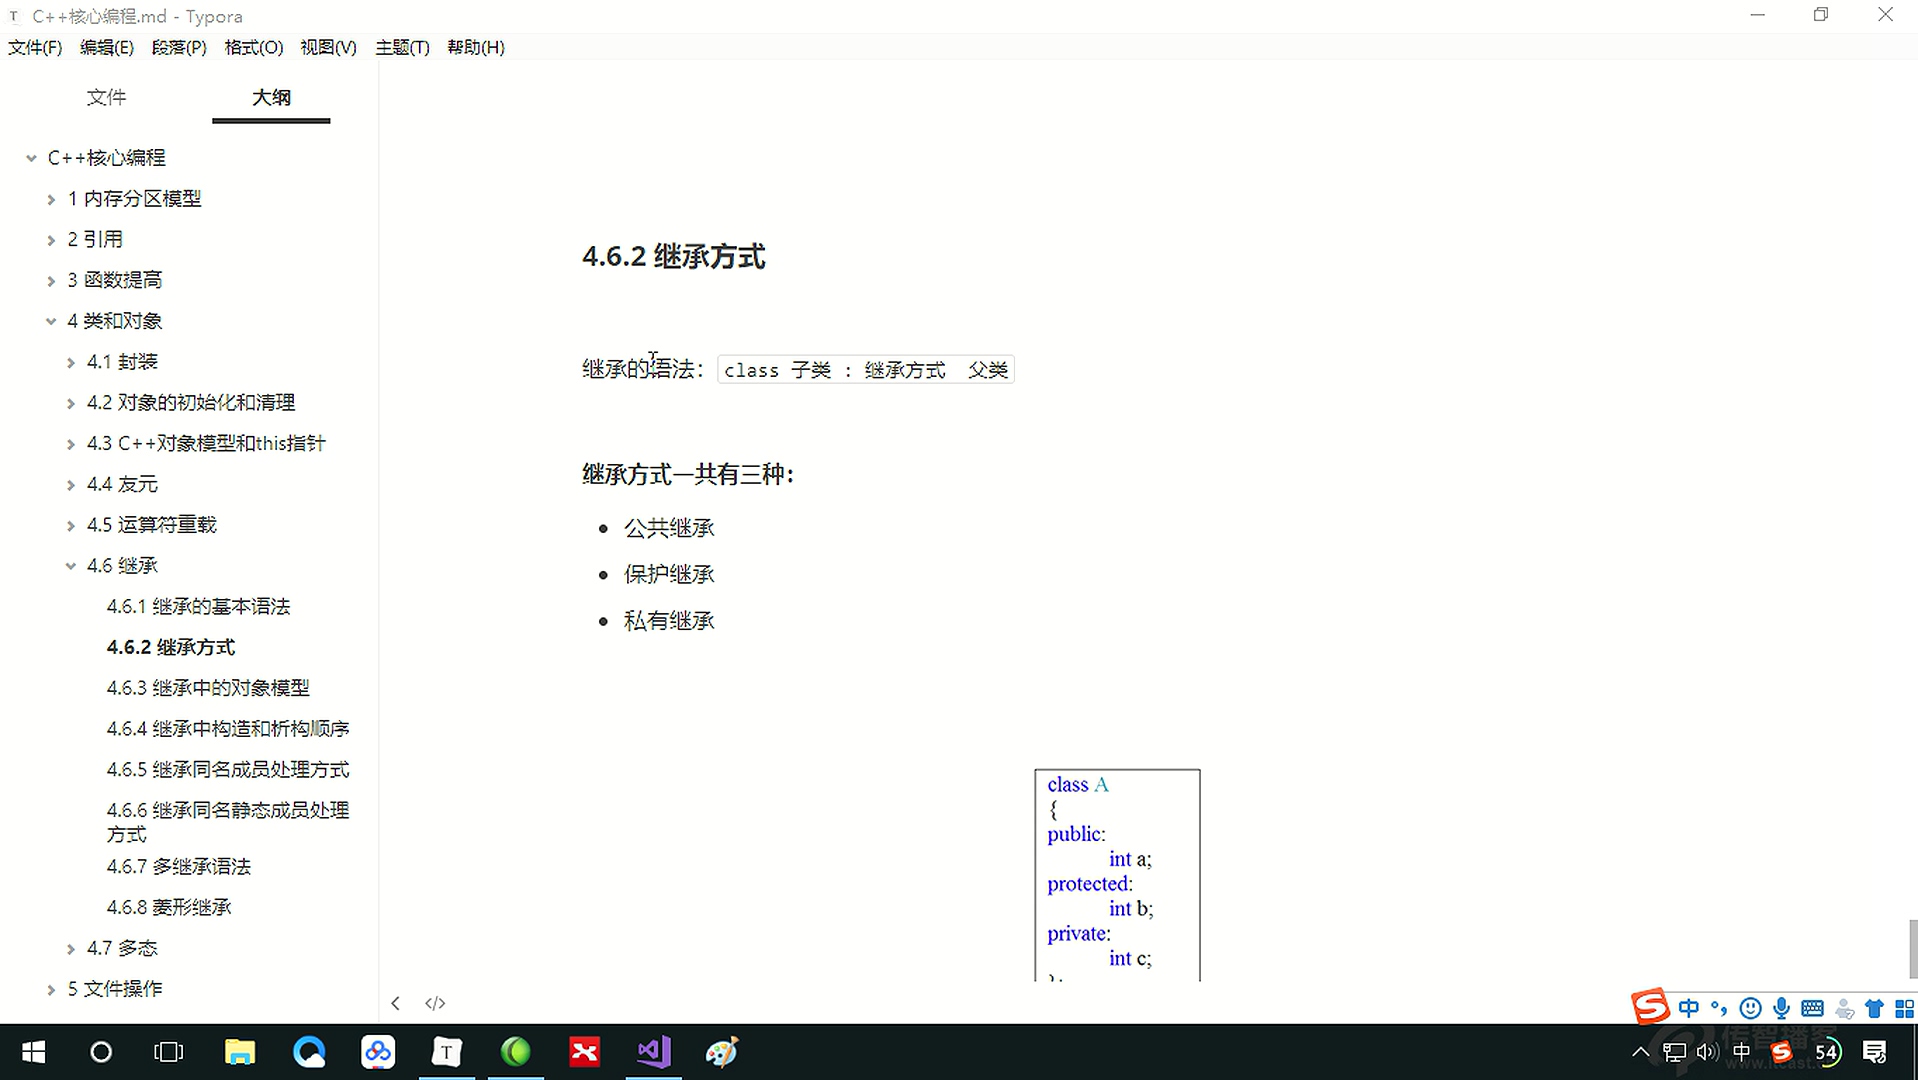 C++核心编程.md - Typora
文件(F) 编辑(E) 段落(P) 格式(O) 视图(V) 主题(T) 帮助(H)
文件 大纲
C++核心编程
1 内存分区模型
2 引用
3 函数提高
4 类和对象
4.1 封装
4.2 对象的初始化和清理
4.3 C++对象模型和this指针
4.4 友元
4.5 运算符重载
4.6 继承
4.6.1 继承的基本语法
4.6.2 继承方式
4.6.3 继承中的对象模型
4.6.4 继承中构造和析构顺序
4.6.5 继承同名成员处理方式
4.6.6 继承同名静态成员处理
方式
4.6.7 多继承语法
4.6.8 菱形继承
4.7 多态
5 文件操作
4.6.2 继承方式
继承的语法：class 子类 : 继承方式  父类
继承方式一共有三种：
公共继承
保护继承
私有继承
class A
{
public:
int a;
protected:
int b;
private:
int c;
</>
中
中
54
传智播客